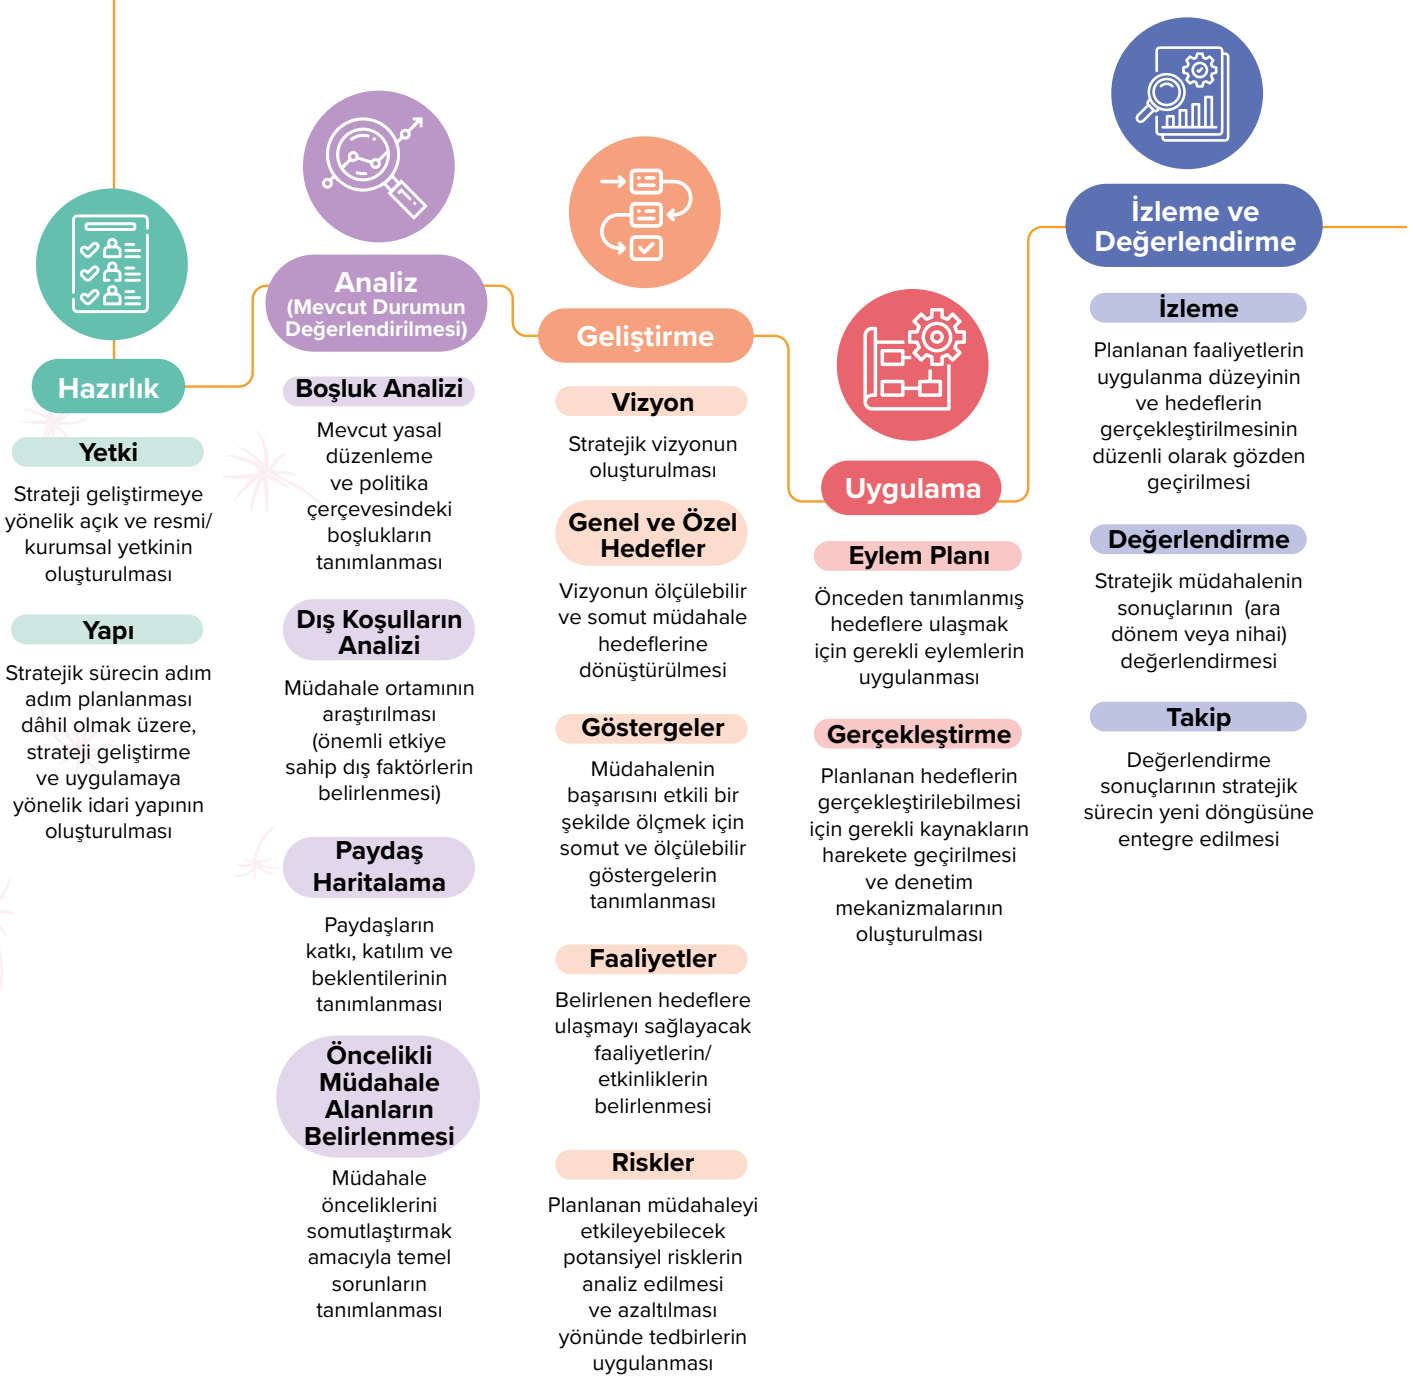 Hazırlık
Yetki
Strateji geliştirmeye
yönelik açık ve resmi/
kurumsal yetkinin
oluşturulması
Yapı
Stratejik sürecin adım
adım planlanması
dâhil olmak üzere,
strateji geliştirme
ve uygulamaya
yönelik idari yapının
oluşturulması
Analiz
(Mevcut Durumun
Değerlendirilmesi)
Boşluk Analizi
Mevcut yasal
düzenleme
ve politika
çerçevesindeki
boşlukların
tanımlanması
Dış Koşulların
Analizi
Müdahale ortamının
araştırılması
(önemli etkiye
sahip dış faktörlerin
belirlenmesi)
Paydaş
Haritalama
Paydaşların
katkı, katılım ve
beklentilerinin
tanımlanması
Öncelikli
Müdahale
Alanların
Belirlenmesi
Müdahale
önceliklerini
somutlaştırmak
amacıyla temel
sorunların
tanımlanması
Geliştirme
Vizyon
Stratejik vizyonun
oluşturulması
Genel ve Özel
Hedefler
Vizyonun ölçülebilir
ve somut müdahale
hedeflerine
dönüştürülmesi
Göstergeler
Müdahalenin
başarısını etkili bir
şekilde ölçmek için
somut ve ölçülebilir
göstergelerin
tanımlanması
Faaliyetler
Belirlenen hedeflere
ulaşmayı sağlayacak
faaliyetlerin/
etkinliklerin
belirlenmesi
Riskler
Planlanan müdahaleyi
etkileyebilecek
potansiyel risklerin
analiz edilmesi
ve azaltılması
yönünde tedbirlerin
uygulanması
Uygulama
Eylem Planı
Önceden tanımlanmış
hedeflere ulaşmak
için gerekli eylemlerin
uygulanması
Gerçekleştirme
Planlanan hedeflerin
gerçekleştirilebilmesi
için gerekli kaynakların
harekete geçirilmesi
ve denetim
mekanizmalarının
oluşturulması
İzleme ve
Değerlendirme
İzleme
Planlanan faaliyetlerin
uygulanma düzeyinin
ve hedeflerin
gerçekleştirilmesinin
düzenli olarak gözden
geçirilmesi
Değerlendirme
Stratejik müdahalenin
sonuçlarının  (ara
dönem veya nihai)
değerlendirmesi
Takip
Değerlendirme
sonuçlarının stratejik
sürecin yeni döngüsüne
entegre edilmesi